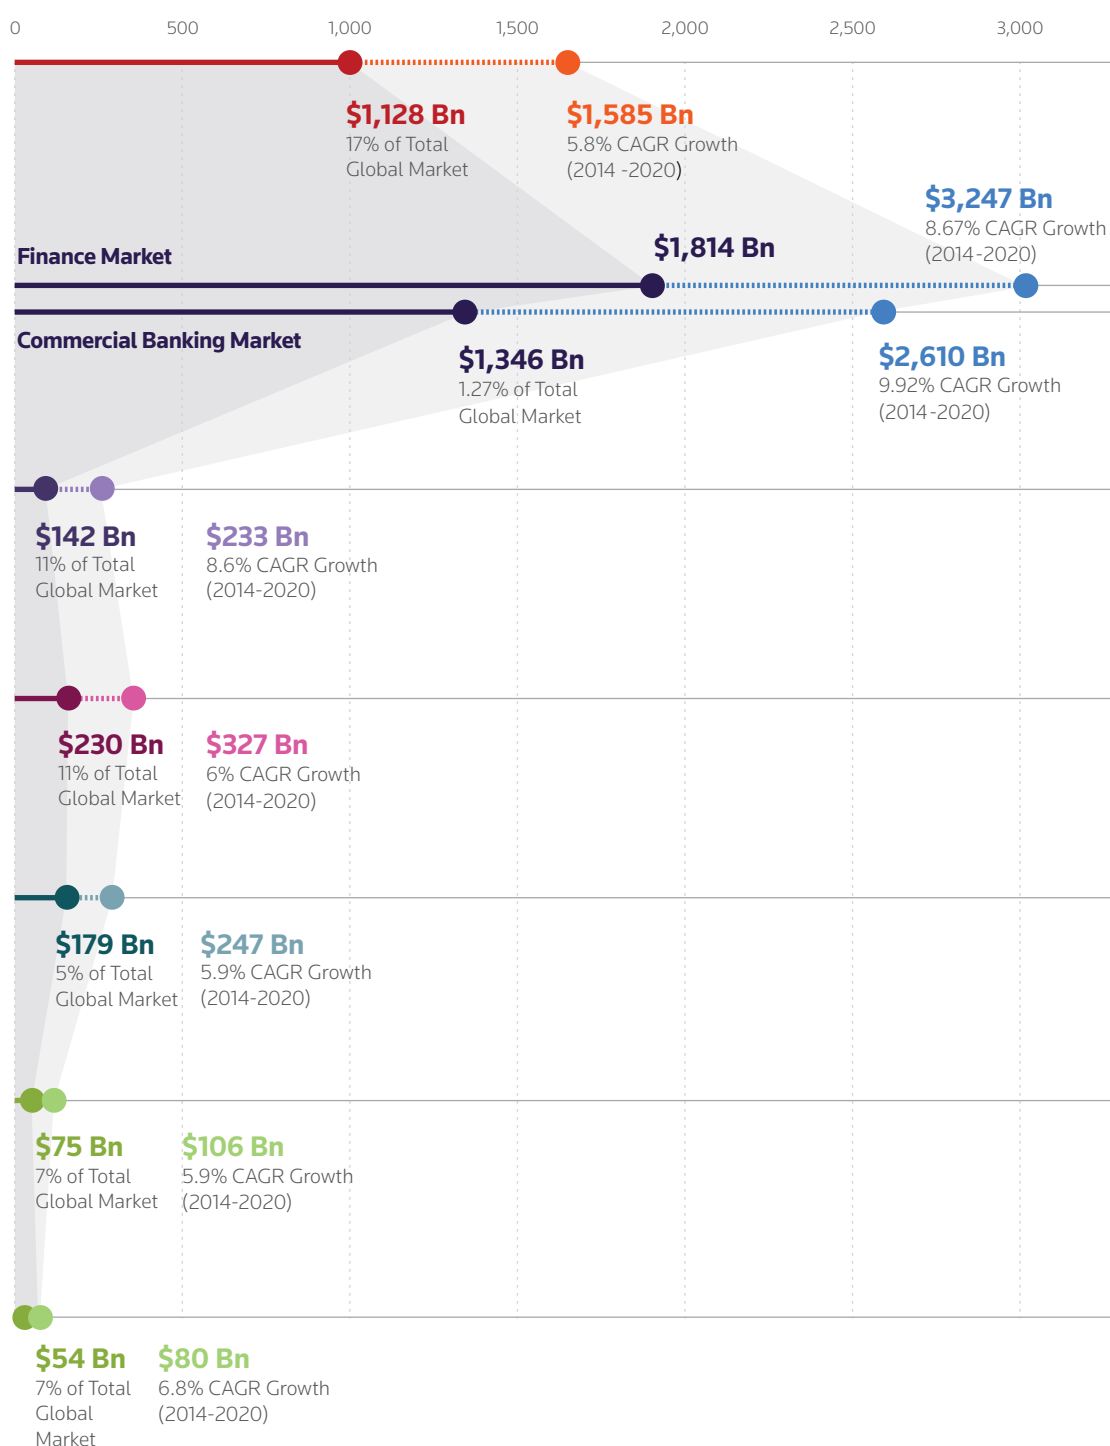 0 500 1,000 1,500 2,000 2,500 3,000
$1,128 Bn
17% of Total
Global Market
$1,585 Bn
5.8% CAGR Growth
(2014 -2020)
$3,247 Bn
8.67% CAGR Growth
(2014-2020)
Finance Market
$1,814 Bn
Commercial Banking Market
$1,346 Bn
1.27% of Total
Global Market
$2,610 Bn
9.92% CAGR Growth
(2014-2020)
$142 Bn
11% of Total
Global Market
$233 Bn
8.6% CAGR Growth
(2014-2020)
$230 Bn
11% of Total
Global Market
$327 Bn
6% CAGR Growth
(2014-2020)
$179 Bn
5% of Total
Global Market
$247 Bn
5.9% CAGR Growth
(2014-2020)
$75 Bn
7% of Total
Global Market
$106 Bn
5.9% CAGR Growth
(2014-2020)
$54 Bn
7% of Total
Global
Market
$80 Bn
6.8% CAGR Growth
(2014-2020)